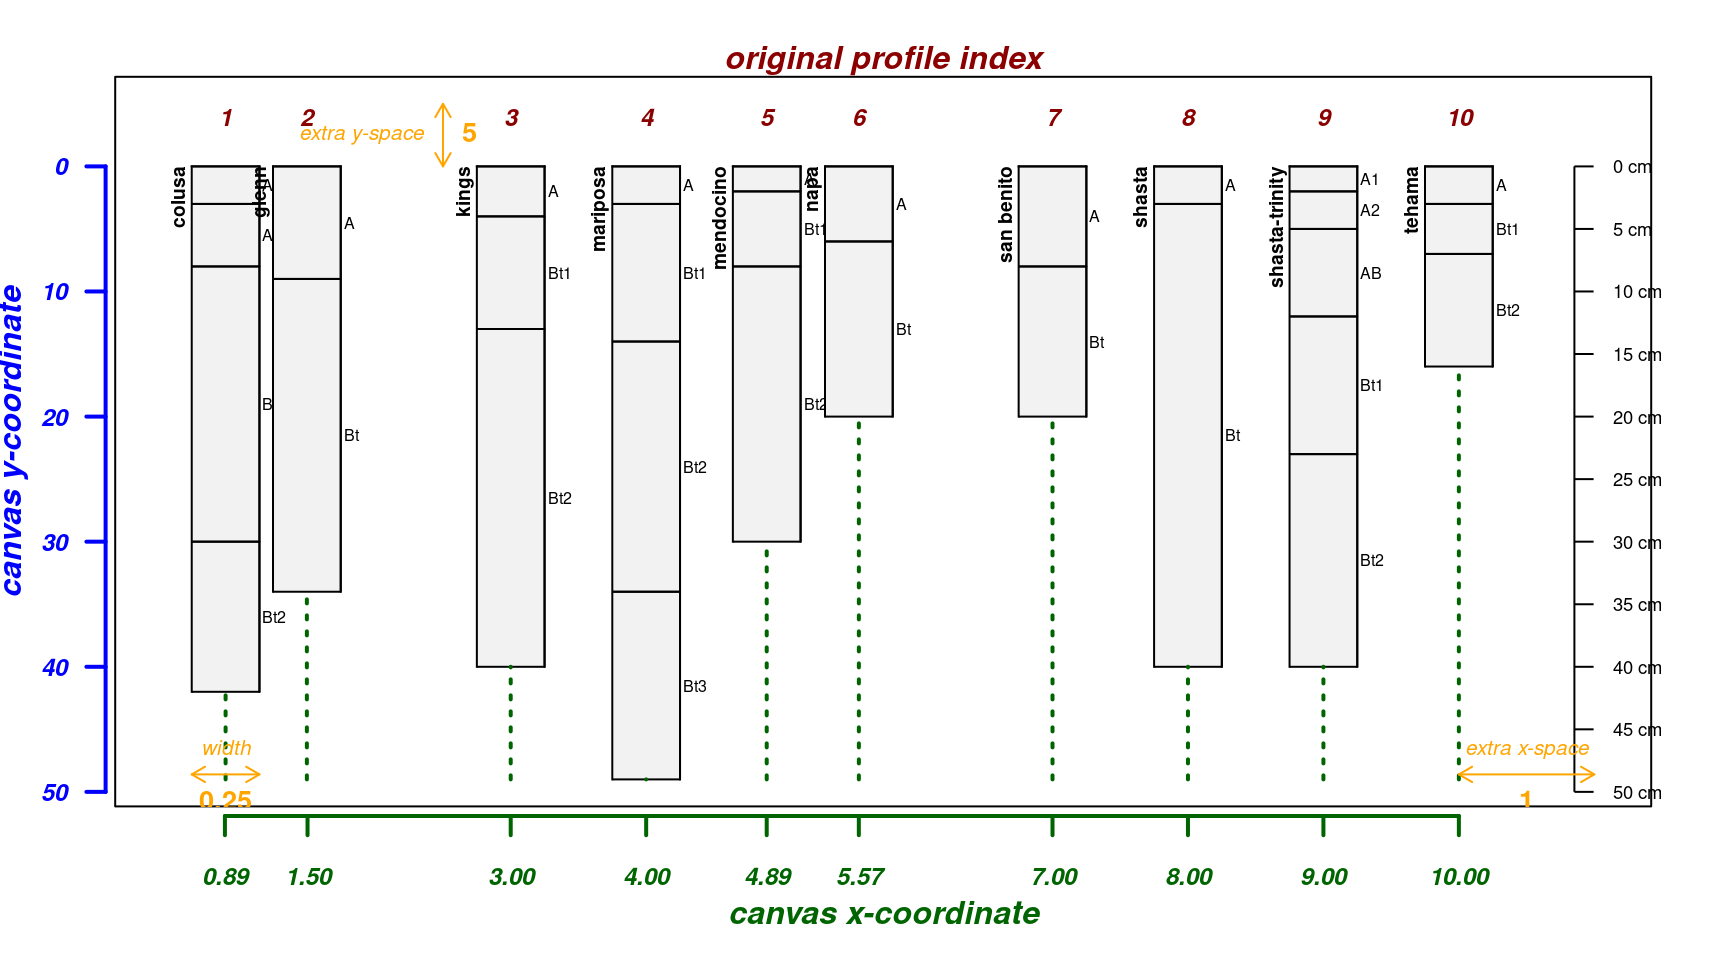 original profile index
1 2 3 4 5 6 7 8 9 10
extra y-space 5
canvas y-coordinate
0
10
20
30
40
50
colusa
A
A
Bt2
glenn
A
Bt
kings
A
Bt1
Bt2
mariposa
A
Bt1
Bt2
Bt3
mendocino
Bt1
Bt2
napa
A
Bt
san benito
A
Bt
shasta
A
Bt
shasta-trinity
A1
A2
AB
Bt1
Bt2
tehama
A
Bt1
Bt2
0 cm
5 cm
10 cm
15 cm
20 cm
25 cm
30 cm
35 cm
40 cm
45 cm
50 cm
width
0.25
extra x-space
1
0.89 1.50 3.00 4.00 4.89 5.57 7.00 8.00 9.00 10.00
canvas x-coordinate